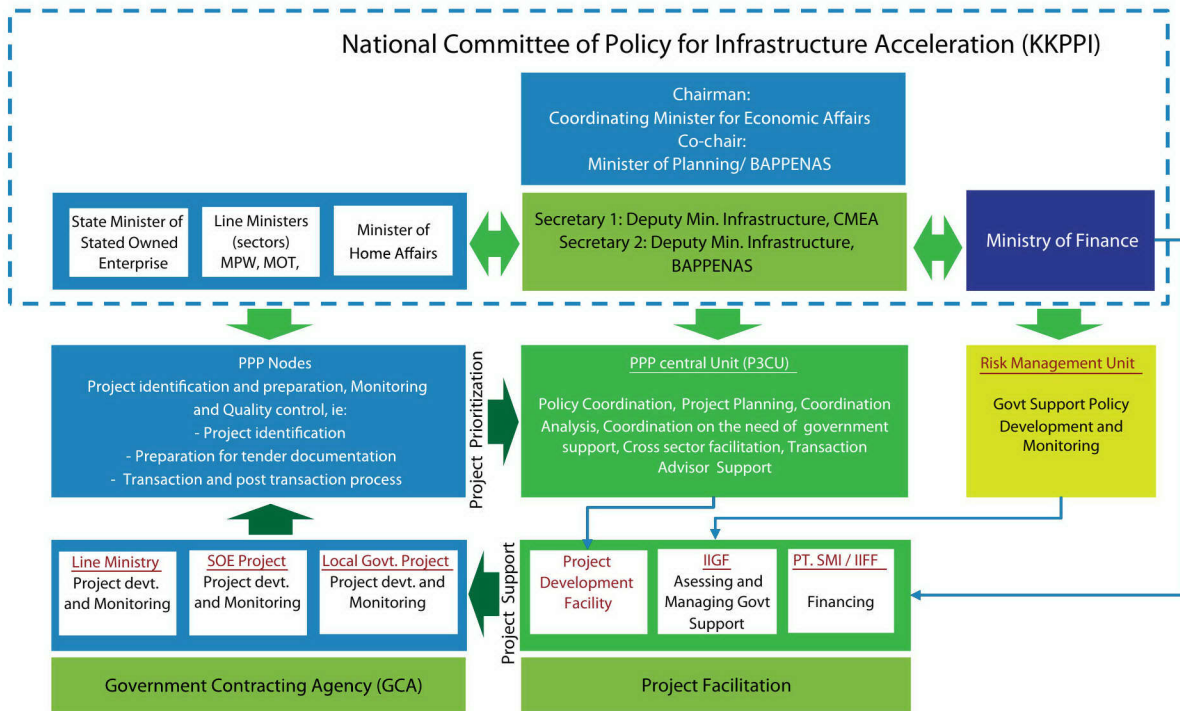 National Committee of Policy for Infrastructure Acceleration (KKPPI)
Chairman:
Coordinating Minister for Economic Affairs
Co-chair:
Minister of Planning/ BAPPENAS
State Minister of
Stated Owned
Enterprise
Line Ministers
(sectors)
MPW, MOT,
Minister of
Home Affairs
Secretary 1: Deputy Min. Infrastructure, CMEA
Secretary 2: Deputy Min. Infrastructure,
BAPPENAS
Ministry of Finance
PPP Nodes
Project identification and preparation, Monitoring
and Quality control, ie:
- Project identification
- Preparation for tender documentation
- Transaction and post transaction process
Project Prioritization
PPP central Unit (P3CU)
Policy Coordination, Project Planning, Coordination
Analysis, Coordination on the need of government
support, Cross sector facilitation, Transaction
Advisor Support
Risk Management Unit
Govt Support Policy
Development and
Monitoring
Line Ministry
Project devt.
and Monitoring
SOE Project
Project devt.
and Monitoring
Local Govt. Project
Project devt. and
Monitoring
Project Support
Project
Development
Facility
IIGF
Asessing and
Managing Govt
Support
PT. SMI / IIFF
Financing
Government Contracting Agency (GCA)
Project Facilitation